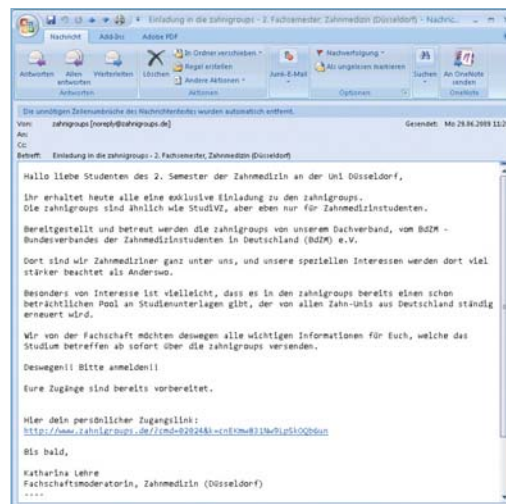 Einladung in die zahnigroups - 2. Fachsemester, Zahnmedizin (Düsseldorf) - Nachric...
Nachricht Add-Ins Adobe PDF
Antworten Allen antworten Weiterleiten
Antworten
Löschen
In Ordner verschieben
Regel erstellen
Andere Aktionen
Aktionen
Junk-E-Mail
Nachverfolgung
Als ungelesen markieren
Optionen
Suchen
An OneNote senden
OneNote
Die unnötigen Zeilenumbrüche des Nachrichtentextes wurden automatisch entfernt.
Von: zahnigroups [noreply@zahnigroups.de] Gesendet: Mo 29.06.2009 11:2
An:
Cc:
Betreff: Einladung in die zahnigroups - 2. Fachsemester, Zahnmedizin (Düsseldorf)
Hallo liebe Studenten des 2. Semester der Zahnmedizin an der Uni Düsseldorf,
ihr erhaltet heute alle eine exklusive Einladung zu den zahnigroups.
Die zahnigroups sind ähnlich wie StudiVZ, aber eben nur für Zahnmedizinstudenten.
Bereitgestellt und betreut werden die zahnigroups von unserem Dachverband, vom BdZM -
Bundesverbandes der Zahnmedizinstudenten in Deutschland (BdZM) e.V.
Dort sind wir Zahnmediziner ganz unter uns, und unsere speziellen Interessen werden dort viel
stärker beachtet als Anderswo.
Besonders von Interesse ist vielleicht, dass es in den zahnigroups bereits einen schon
beträchtlichen Pool an Studienunterlagen gibt, der von allen Zahn-Unis aus Deutschland ständig
erneuert wird.
Wir von der Fachschaft möchten deswegen alle wichtigen Informationen für Euch, welche das
Studium betreffen ab sofort über die zahnigroups versenden.
Deswegen!! Bitte anmelden!!
Eure Zugänge sind bereits vorbereitet.
Hier dein persönlicher Zugangslink:
Bis bald,
Katharina Lehre
Fachschaftsmoderatorin, Zahnmedizin (Düsseldorf)
----